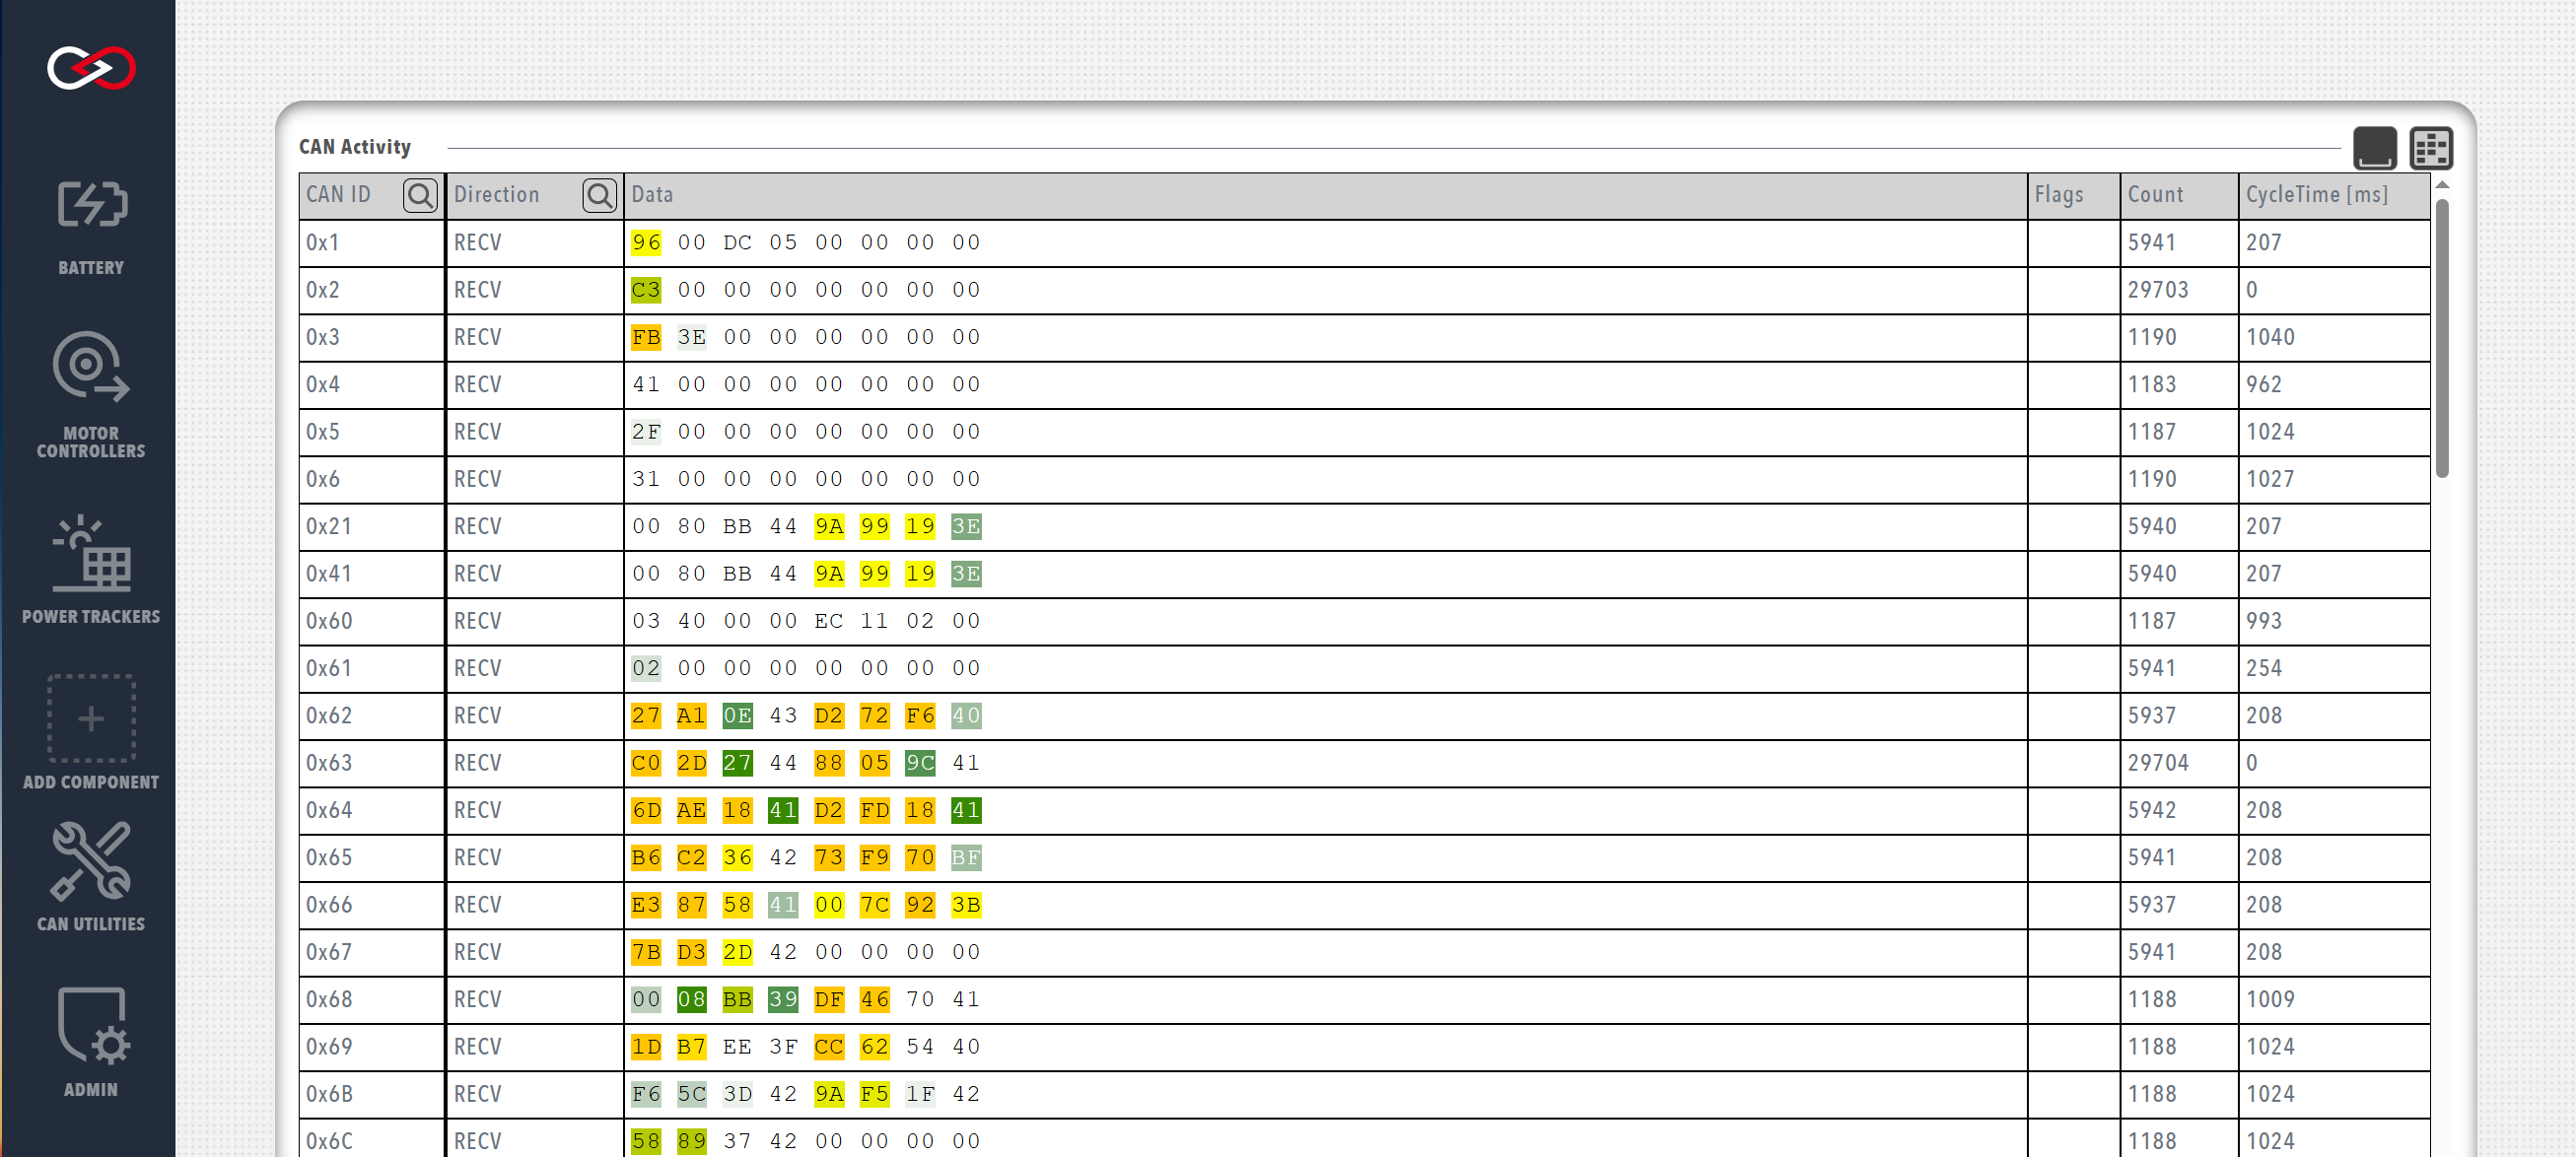 BATTERY
MOTOR
CONTROLLERS
POWER TRACKERS
ADD COMPONENT
CAN UTILITIES
ADMIN
CAN Activity
CAN ID Direction Data Flags Count CycleTime [ms]
0x1 RECV 96 00 DC 05 00 00 00 00 5941 207
0x2 RECV C3 00 00 00 00 00 00 00 29703 0
0x3 RECV FB 3E 00 00 00 00 00 00 1190 1040
0x4 RECV 41 00 00 00 00 00 00 00 1183 962
0x5 RECV 2F 00 00 00 00 00 00 00 1187 1024
0x6 RECV 31 00 00 00 00 00 00 00 1190 1027
0x21 RECV 00 80 BB 44 9A 99 19 3E 5940 207
0x41 RECV 00 80 BB 44 9A 99 19 3E 5940 207
0x60 RECV 03 40 00 00 EC 11 02 00 1187 993
0x61 RECV 02 00 00 00 00 00 00 00 5941 254
0x62 RECV 27 A1 0E 43 D2 72 F6 40 5937 208
0x63 RECV C0 2D 27 44 88 05 9C 41 29704 0
0x64 RECV 6D AE 18 41 D2 FD 18 41 5942 208
0x65 RECV B6 C2 36 42 73 F9 70 BF 5941 208
0x66 RECV E3 87 58 41 00 7C 92 3B 5937 208
0x67 RECV 7B D3 2D 42 00 00 00 00 5941 208
0x68 RECV 00 08 BB 39 DF 46 70 41 1188 1009
0x69 RECV 1D B7 EE 3F CC 62 54 40 1188 1024
0x6B RECV F6 5C 3D 42 9A F5 1F 42 1188 1024
0x6C RECV 58 89 37 42 00 00 00 00 1188 1024